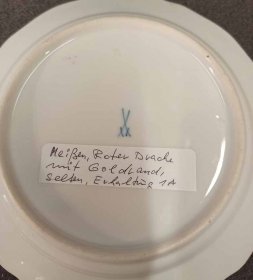 Meißen, Roter Drache
mit Goldrand,
selten, Erhaltung 1A